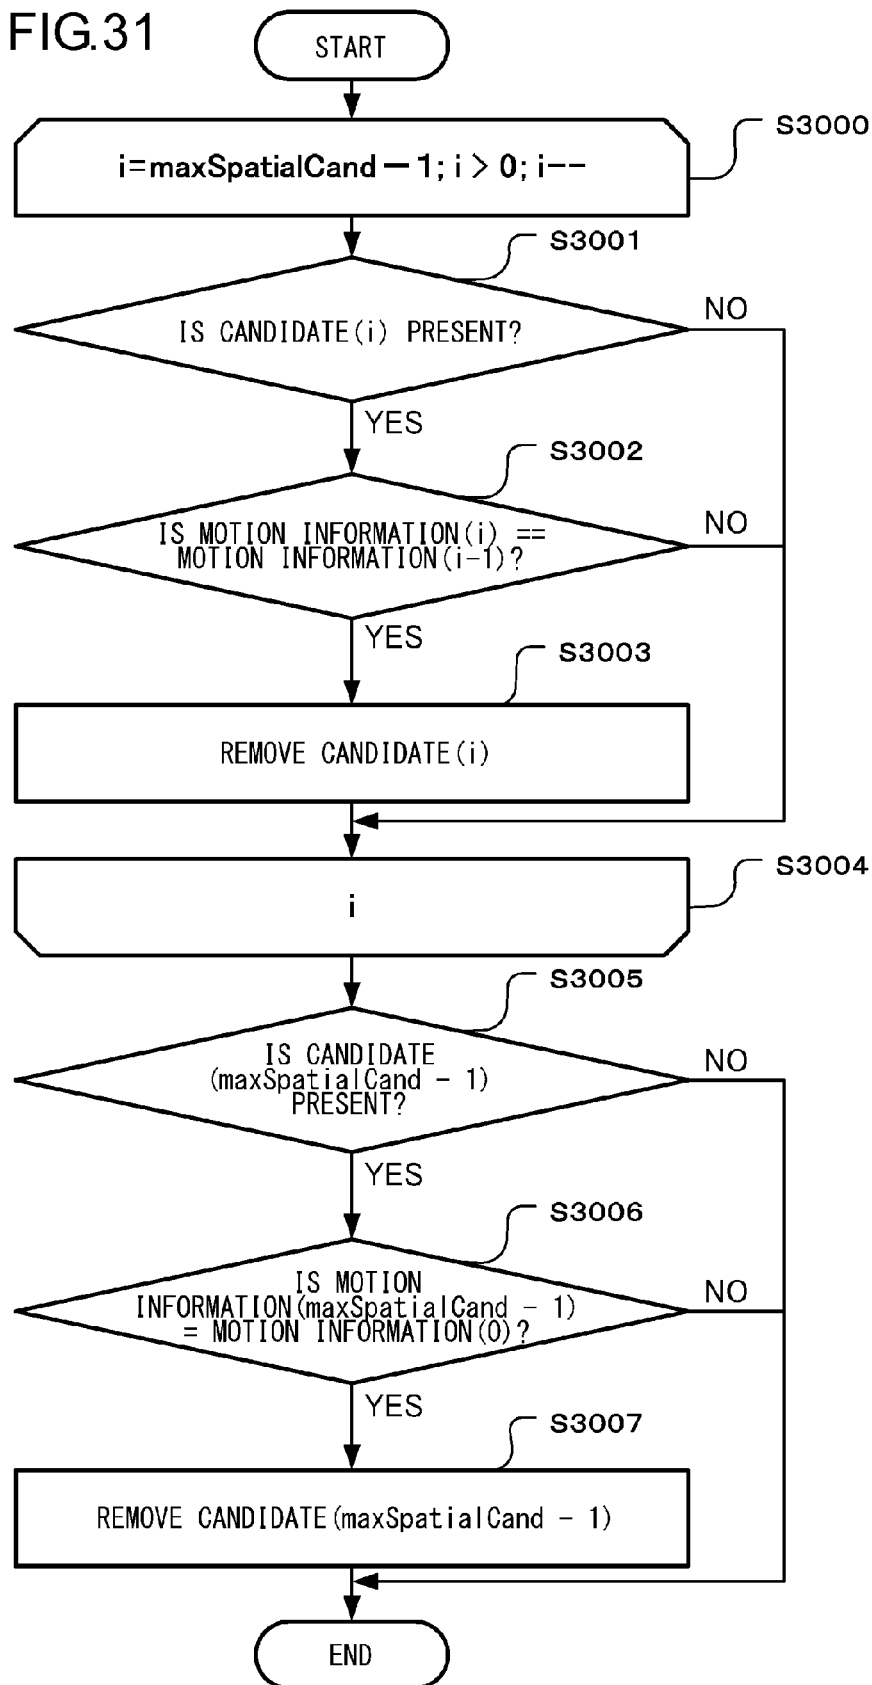 FIG.31
START
S3000
i=maxSpatialCand－1; i > 0; i--
S3001
IS CANDIDATE(i) PRESENT?
NO
YES
S3002
IS MOTION INFORMATION(i) ==
MOTION INFORMATION(i-1)?
NO
YES
S3003
REMOVE CANDIDATE(i)
S3004
i
S3005
IS CANDIDATE
(maxSpatialCand - 1)
PRESENT?
NO
YES
S3006
IS MOTION
INFORMATION(maxSpatialCand - 1)
= MOTION INFORMATION(0)?
NO
YES
S3007
REMOVE CANDIDATE(maxSpatialCand - 1)
END